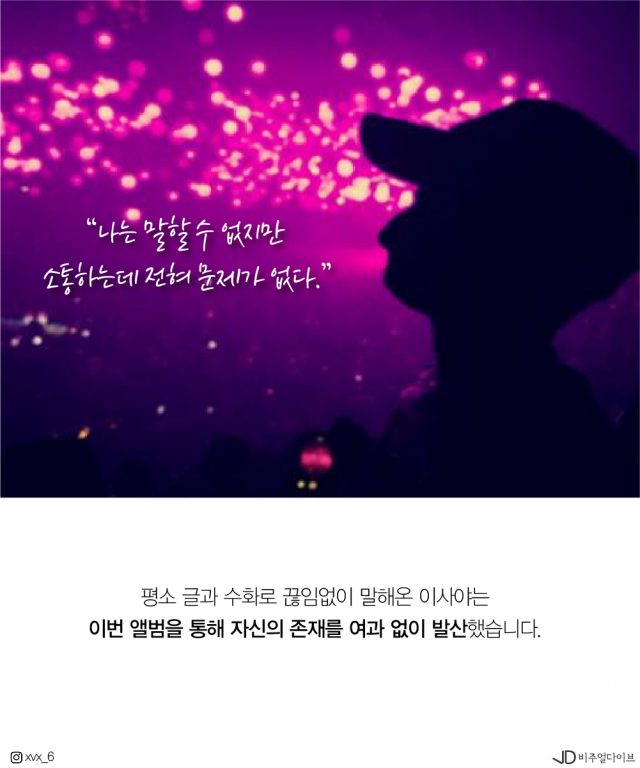 “나는 말할 수 없지만
소통하는데 전혀 문제가 없다.”
평소 글과 수화로 끊임없이 말해온 이사야는
이번 앨범을 통해 자신의 존재를 여과 없이 발산했습니다.
xvx_6
VD 비주얼다이브